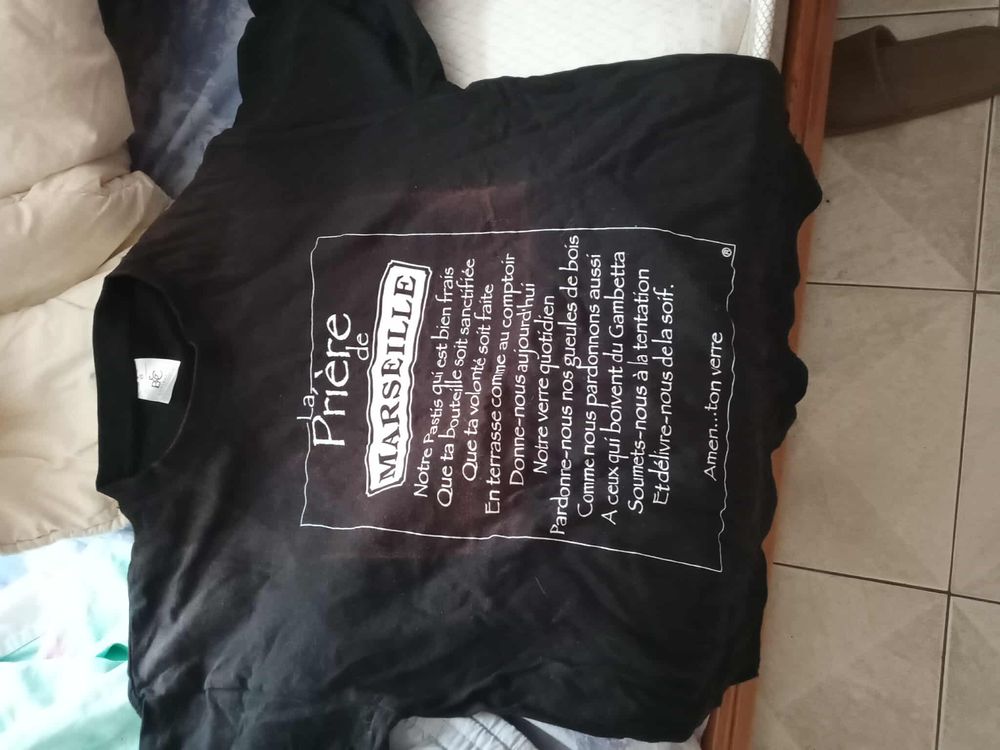 La
Prière
de
MARSEILLE
Notre Pastis qui est bien frais
Que ta bouteille soit sanctifiée
Que ta volonté soit faite
En terrasse comme au comptoir
Donne-nous aujourd'hui
Notre verre quotidien
Pardonne-nous nos gueules de bois
Comme nous pardonnons aussi
A ceux qui boivent du Gambetta
Soumets-nous à la tentation
Et délivre-nous de la soif.
Amen...ton verre
®
B&C